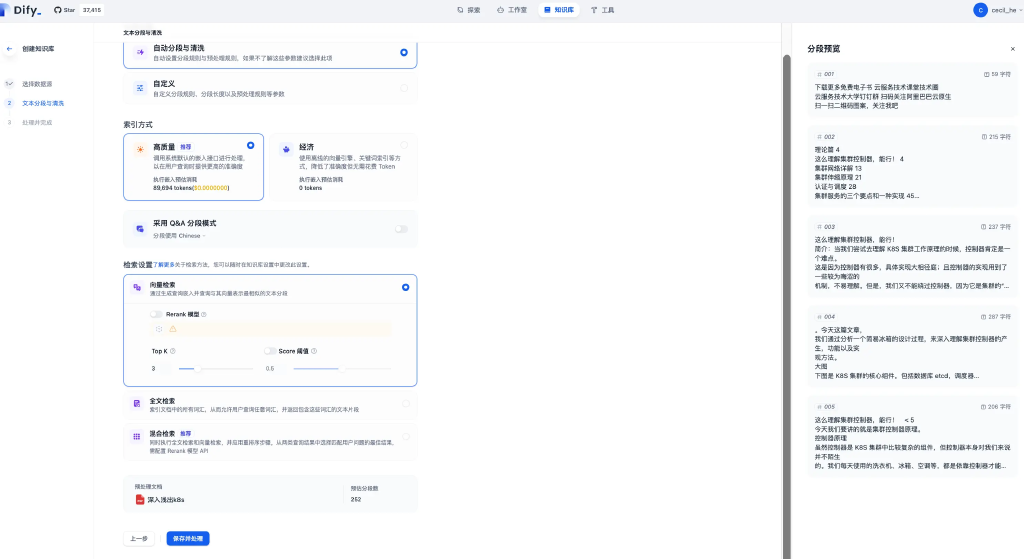 Dify_
Star 37,415
探索
工作室
知识库
工具
C cecil_he
创建知识库
选择数据源
2 文本分段与清洗
3 处理并完成
文本分段与清洗
自动分段与清洗
自动设置分段规则与预处理规则，如果不了解这些参数建议选择此项
自定义
自定义分段规则、分段长度以及预处理规则等参数
索引方式
高质量 推荐
调用系统默认的嵌入接口进行处理，
以在用户查询时提供更高的准确度
执行嵌入预估消耗
89,694 tokens($0.0000000)
经济
使用离线的向量引擎、关键词索引等方
式，降低了准确度但无需花费 Token
执行嵌入预估消耗
0 tokens
采用 Q&A 分段模式
分段使用 Chinese
检索设置
了解更多关于检索方法，您可以随时在知识库设置中更改此设置。
向量检索
通过生成查询嵌入并查询与其向量表示最相似的文本分段
Rerank 模型
Top K
3
Score 阈值
0.5
全文检索
索引文档中的所有词汇，从而允许用户查询任意词汇，并返回包含这些词汇的文本片段
混合检索 推荐
同时执行全文检索和向量检索，并应用重排序步骤，从两类查询结果中选择匹配用户问题的最佳结果，
需配置 Rerank 模型 API
预处理文档
深入浅出k8s
预估分段数
252
上一步
保存并处理
分段预览
# 001
59 字符
下载更多免费电子书 云服务技术课堂技术圈
云服务技术大学钉钉群 扫码关注阿里巴巴云原生
扫一扫二维码图案，关注我吧
# 002
215 字符
理论篇 4
这么理解集群控制器，能行！ 4
集群网络详解 13
集群伸缩原理 21
认证与调度 28
集群服务的三个要点和一种实现 45...
# 003
237 字符
这么理解集群控制器，能行！
简介：当我们尝试去理解 K8S 集群工作原理的时候，控制器肯定是一
个难点。
这是因为控制器有很多，具体实现大相径庭；且控制器的实现用到了
一些较为晦涩的
机制，不易理解。但是，我们又不能绕过控制器，因为它是集群的“...
# 004
287 字符
。今天这篇文章，
我们通过分析一个简易冰箱的设计过程，来深入理解集群控制器的产
生，功能以及实
现方法。
大图
下图是 K8S 集群的核心组件，包括数据库 etcd，调度器...
# 005
206 字符
这么理解集群控制器，能行！ < 5
今天我们要讲的就是集群控制器原理。
控制器原理
虽然控制器是 K8S 集群中比较复杂的组件，但控制器本身对我们来说
并不陌生
的。我们每天使用的洗衣机、冰箱、空调等，都是依靠控制器才能...